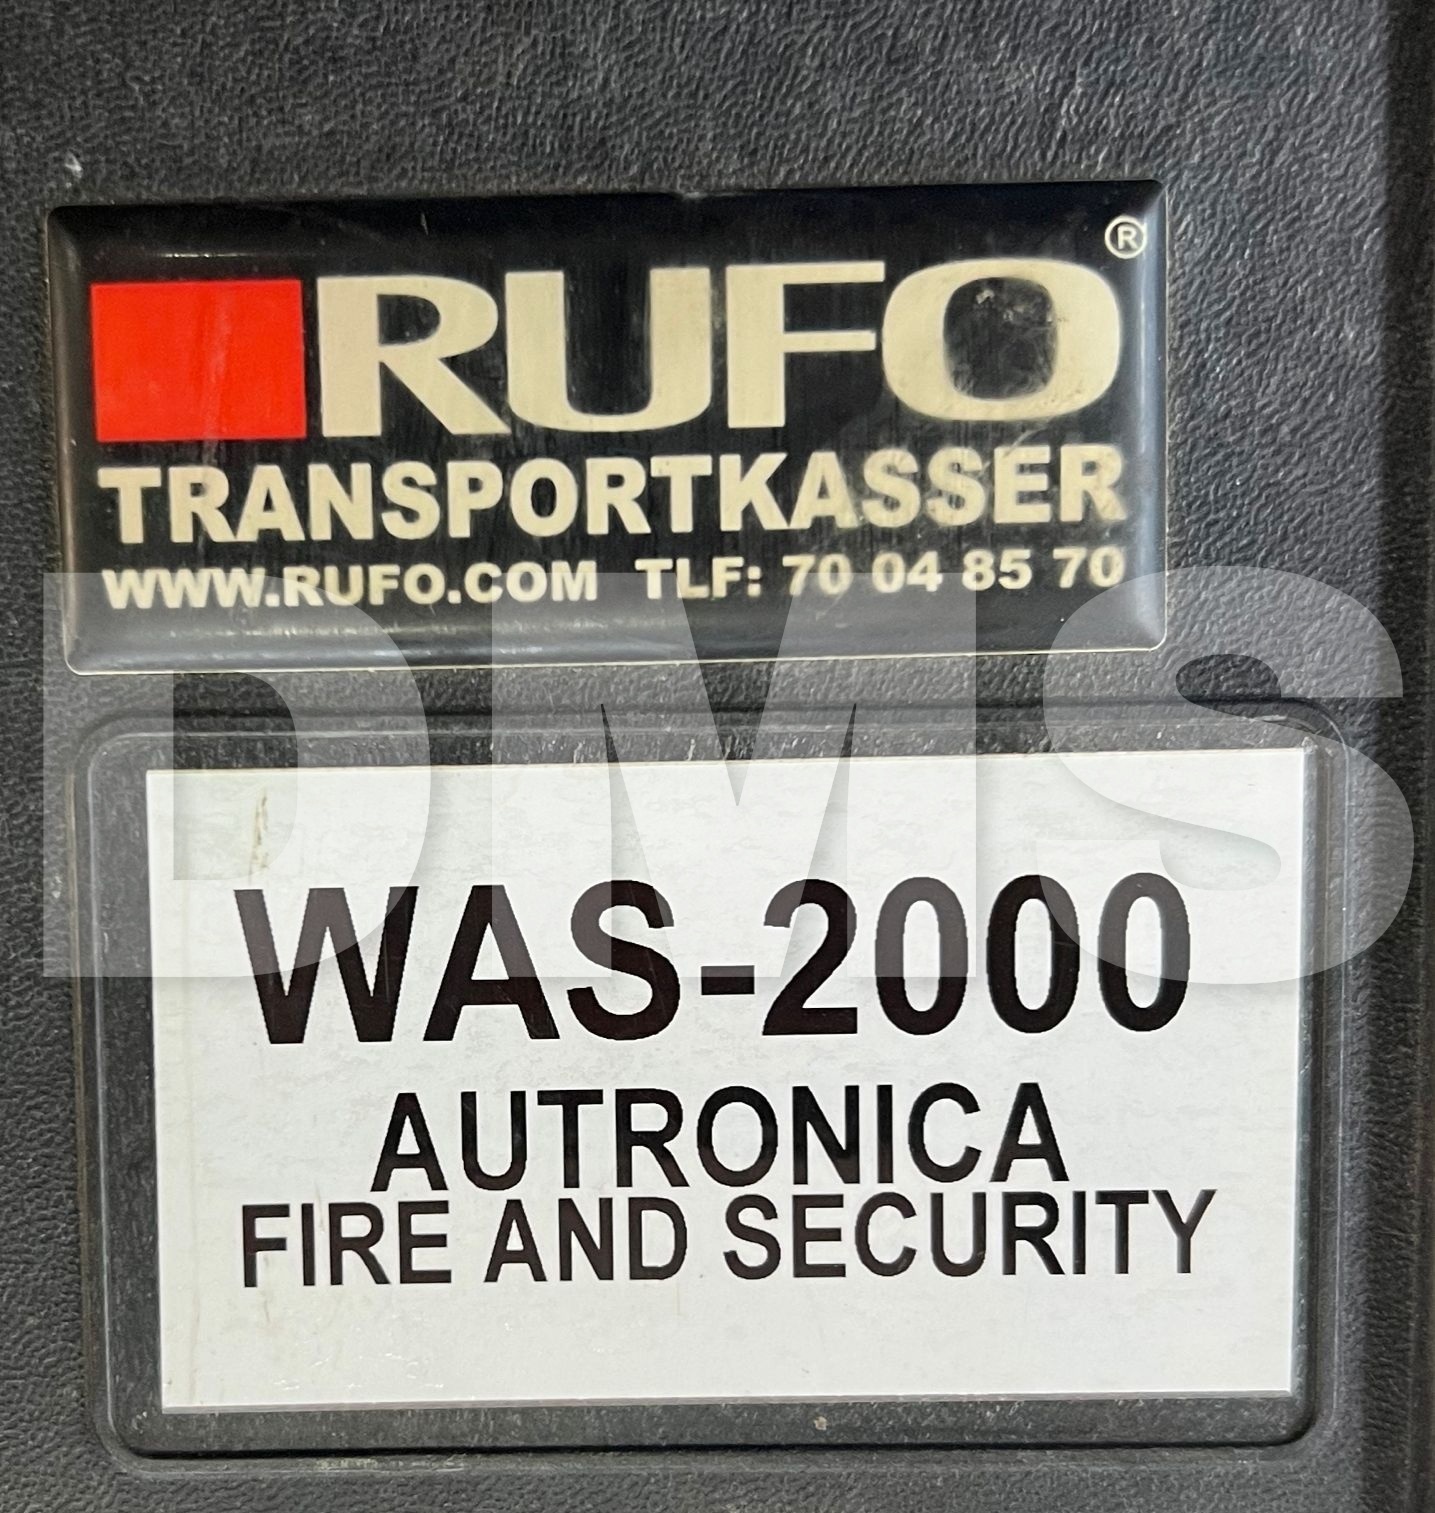 RUFO®
TRANSPORTKASSER
WWW.RUFO.COM TLF: 70 04 85 70
DMS
WAS-2000
AUTRONICA
FIRE AND SECURITY